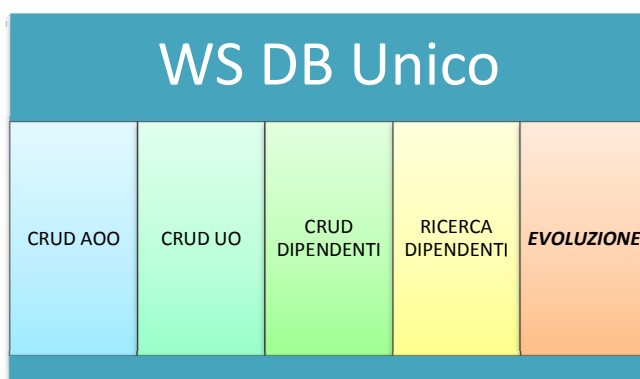 WS DB Unico
CRUD AOO
CRUD UO
CRUD
DIPENDENTI
RICERCA
DIPENDENTI
EVOLUZIONE